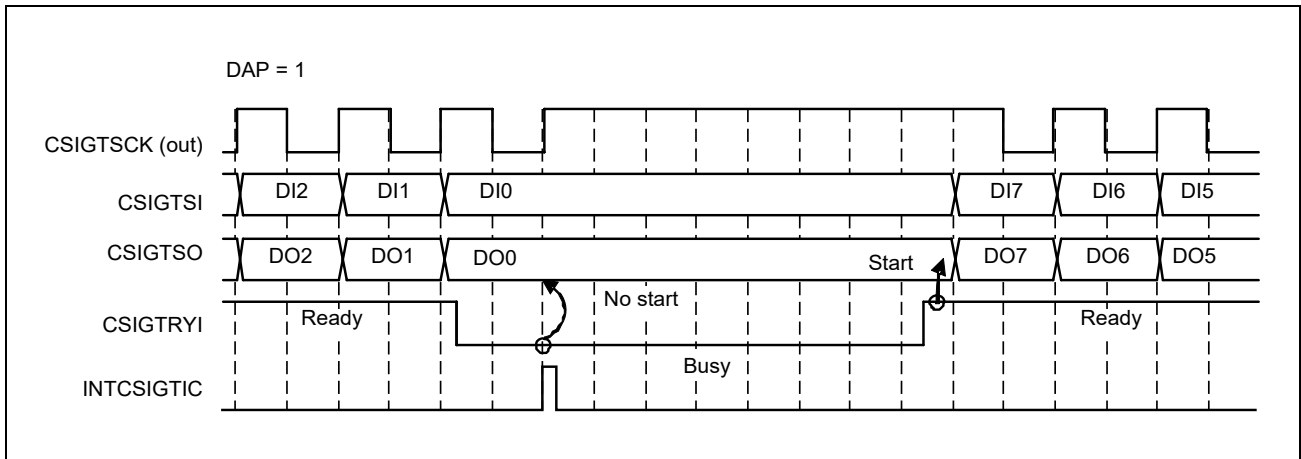 DAP = 1
CSIGTSCK (out)
CSIGTSI DI2 DI1 DI0 DI7 DI6 DI5
CSIGTSO DO2 DO1 DO0 Start DO7 DO6 DO5
No start
CSIGTRYI Ready Ready
Busy
INTCSIGTIC